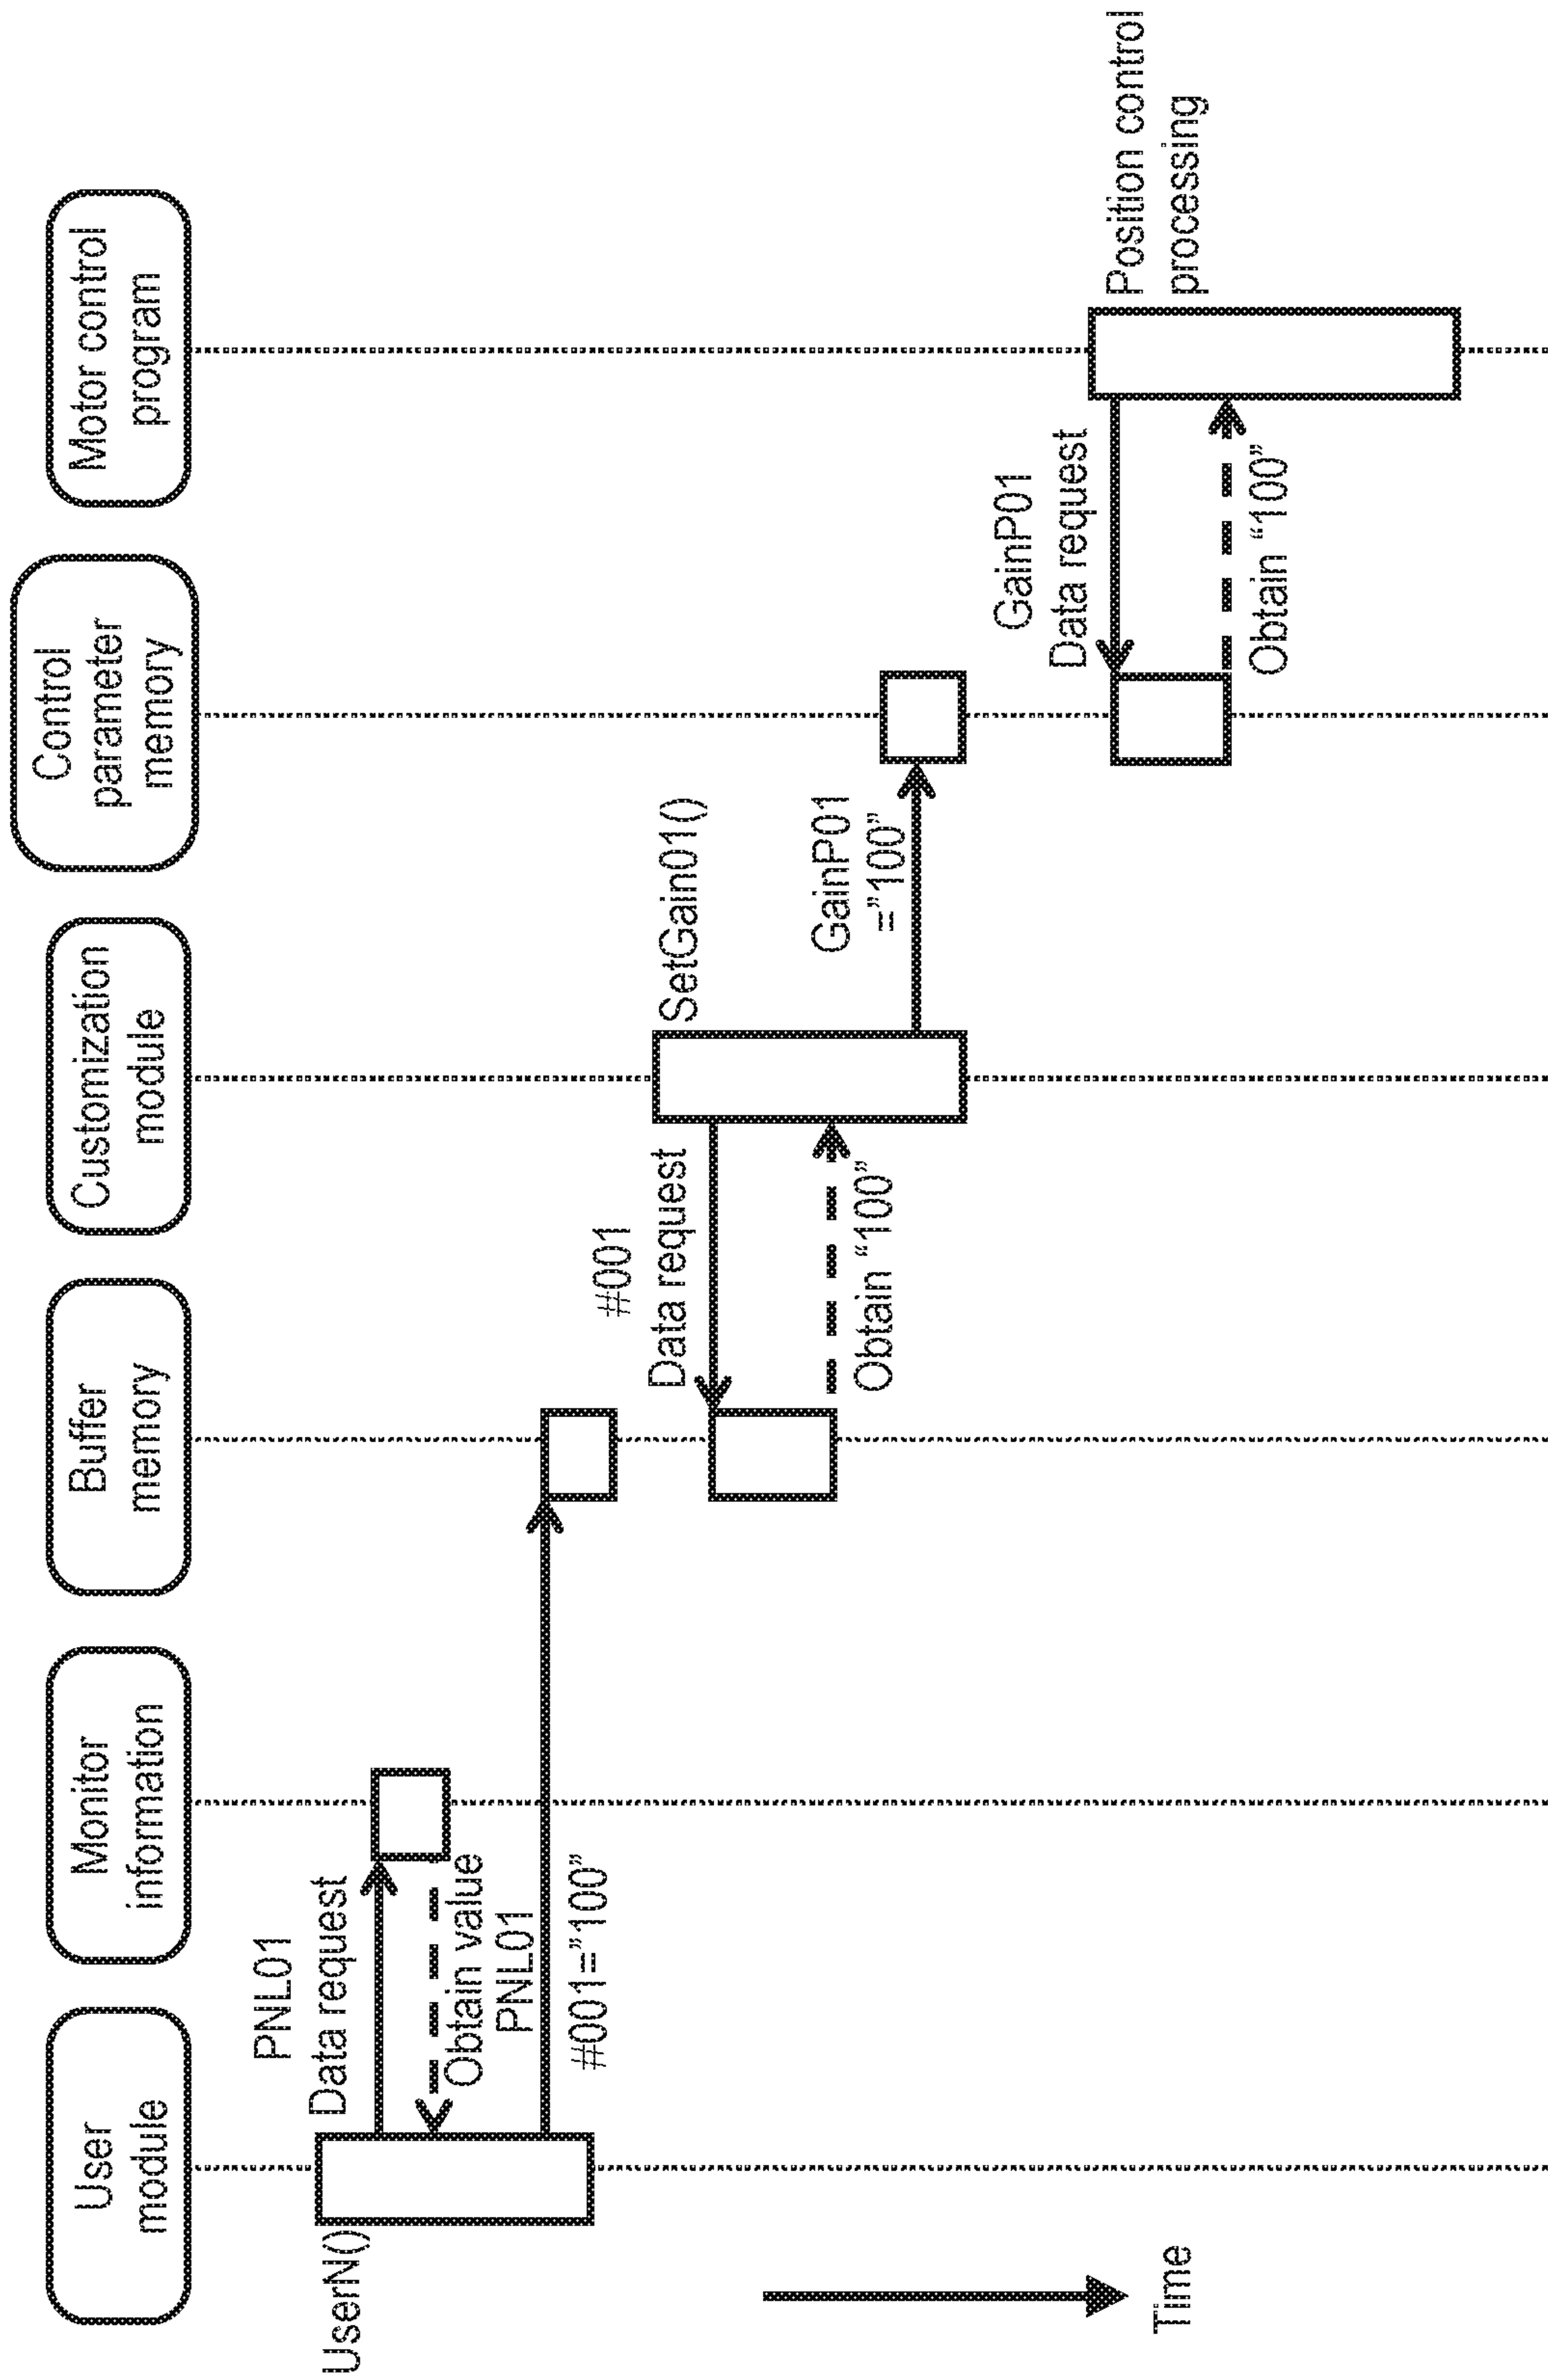 User
module
Monitor
information
Buffer
memory
Customization
module
Control
parameter
memory
Motor control
program
UserN()
PNL01
Data request
Obtain value
PNL01
#001="100"
#001
Data request
Obtain “100”
SetGain01()
GainP01
="100"
GainP01
Data request
Obtain “100”
Position control
processing
Time